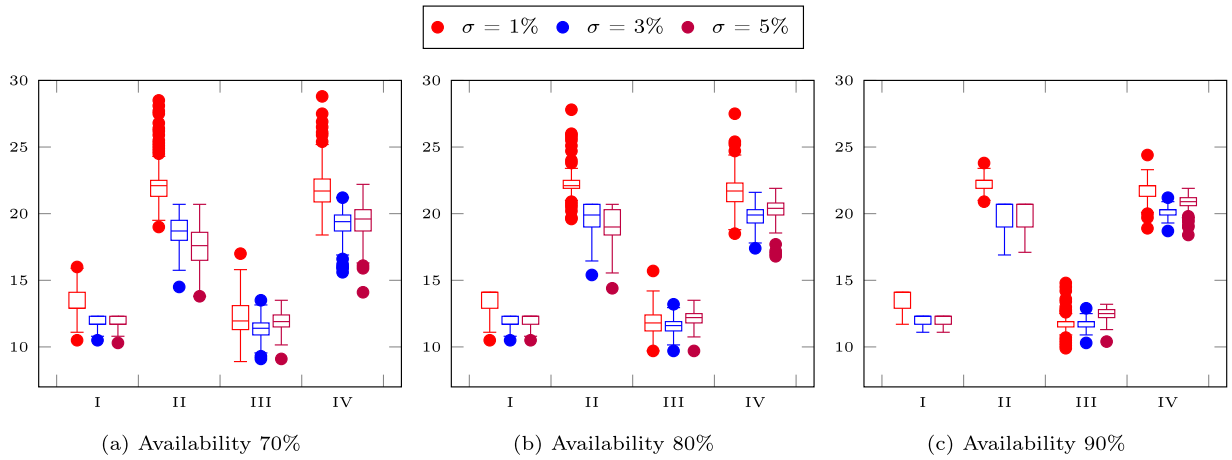 σ = 1% σ = 3% σ = 5%
30
25
20
15
10
I II III IV
(a) Availability 70%
30
25
20
15
10
I II III IV
(b) Availability 80%
30
25
20
15
10
I II III IV
(c) Availability 90%